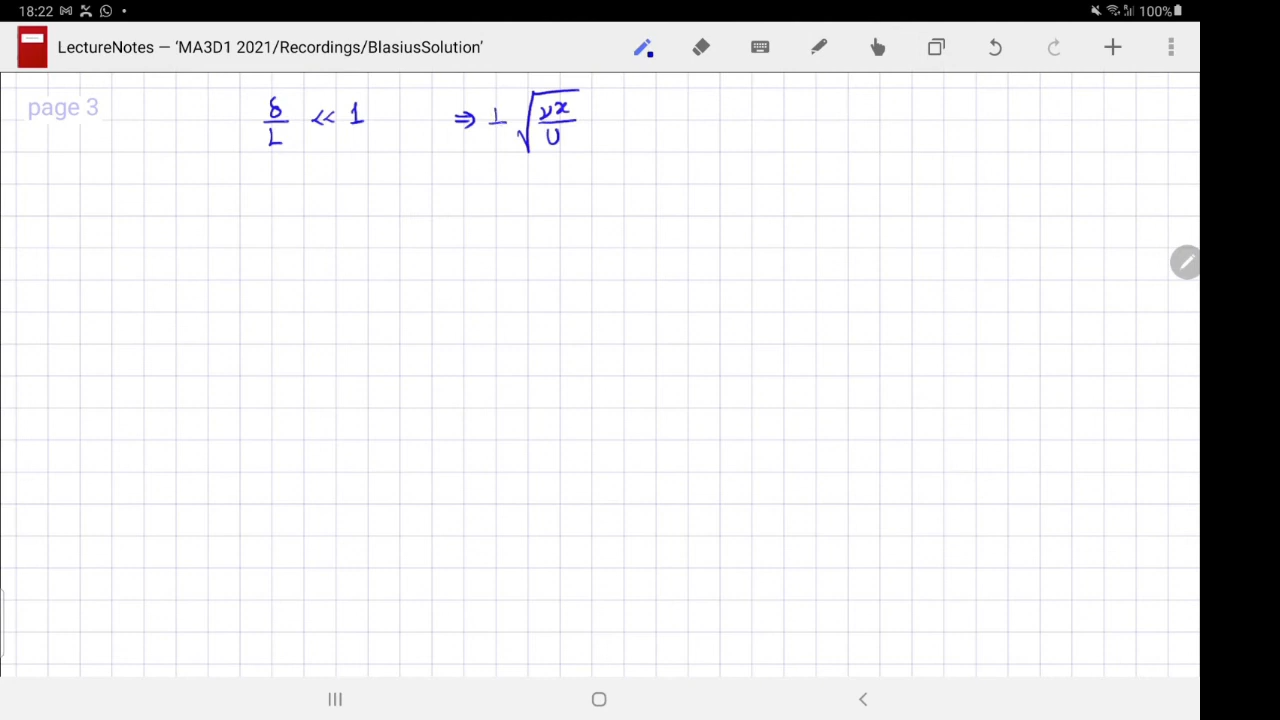 18:22 100%
LectureNotes — ‘MA3D1 2021/Recordings/BlasiusSolution’
page 3
δ/L << 1 ⇒ ⊥ √(νx/U)